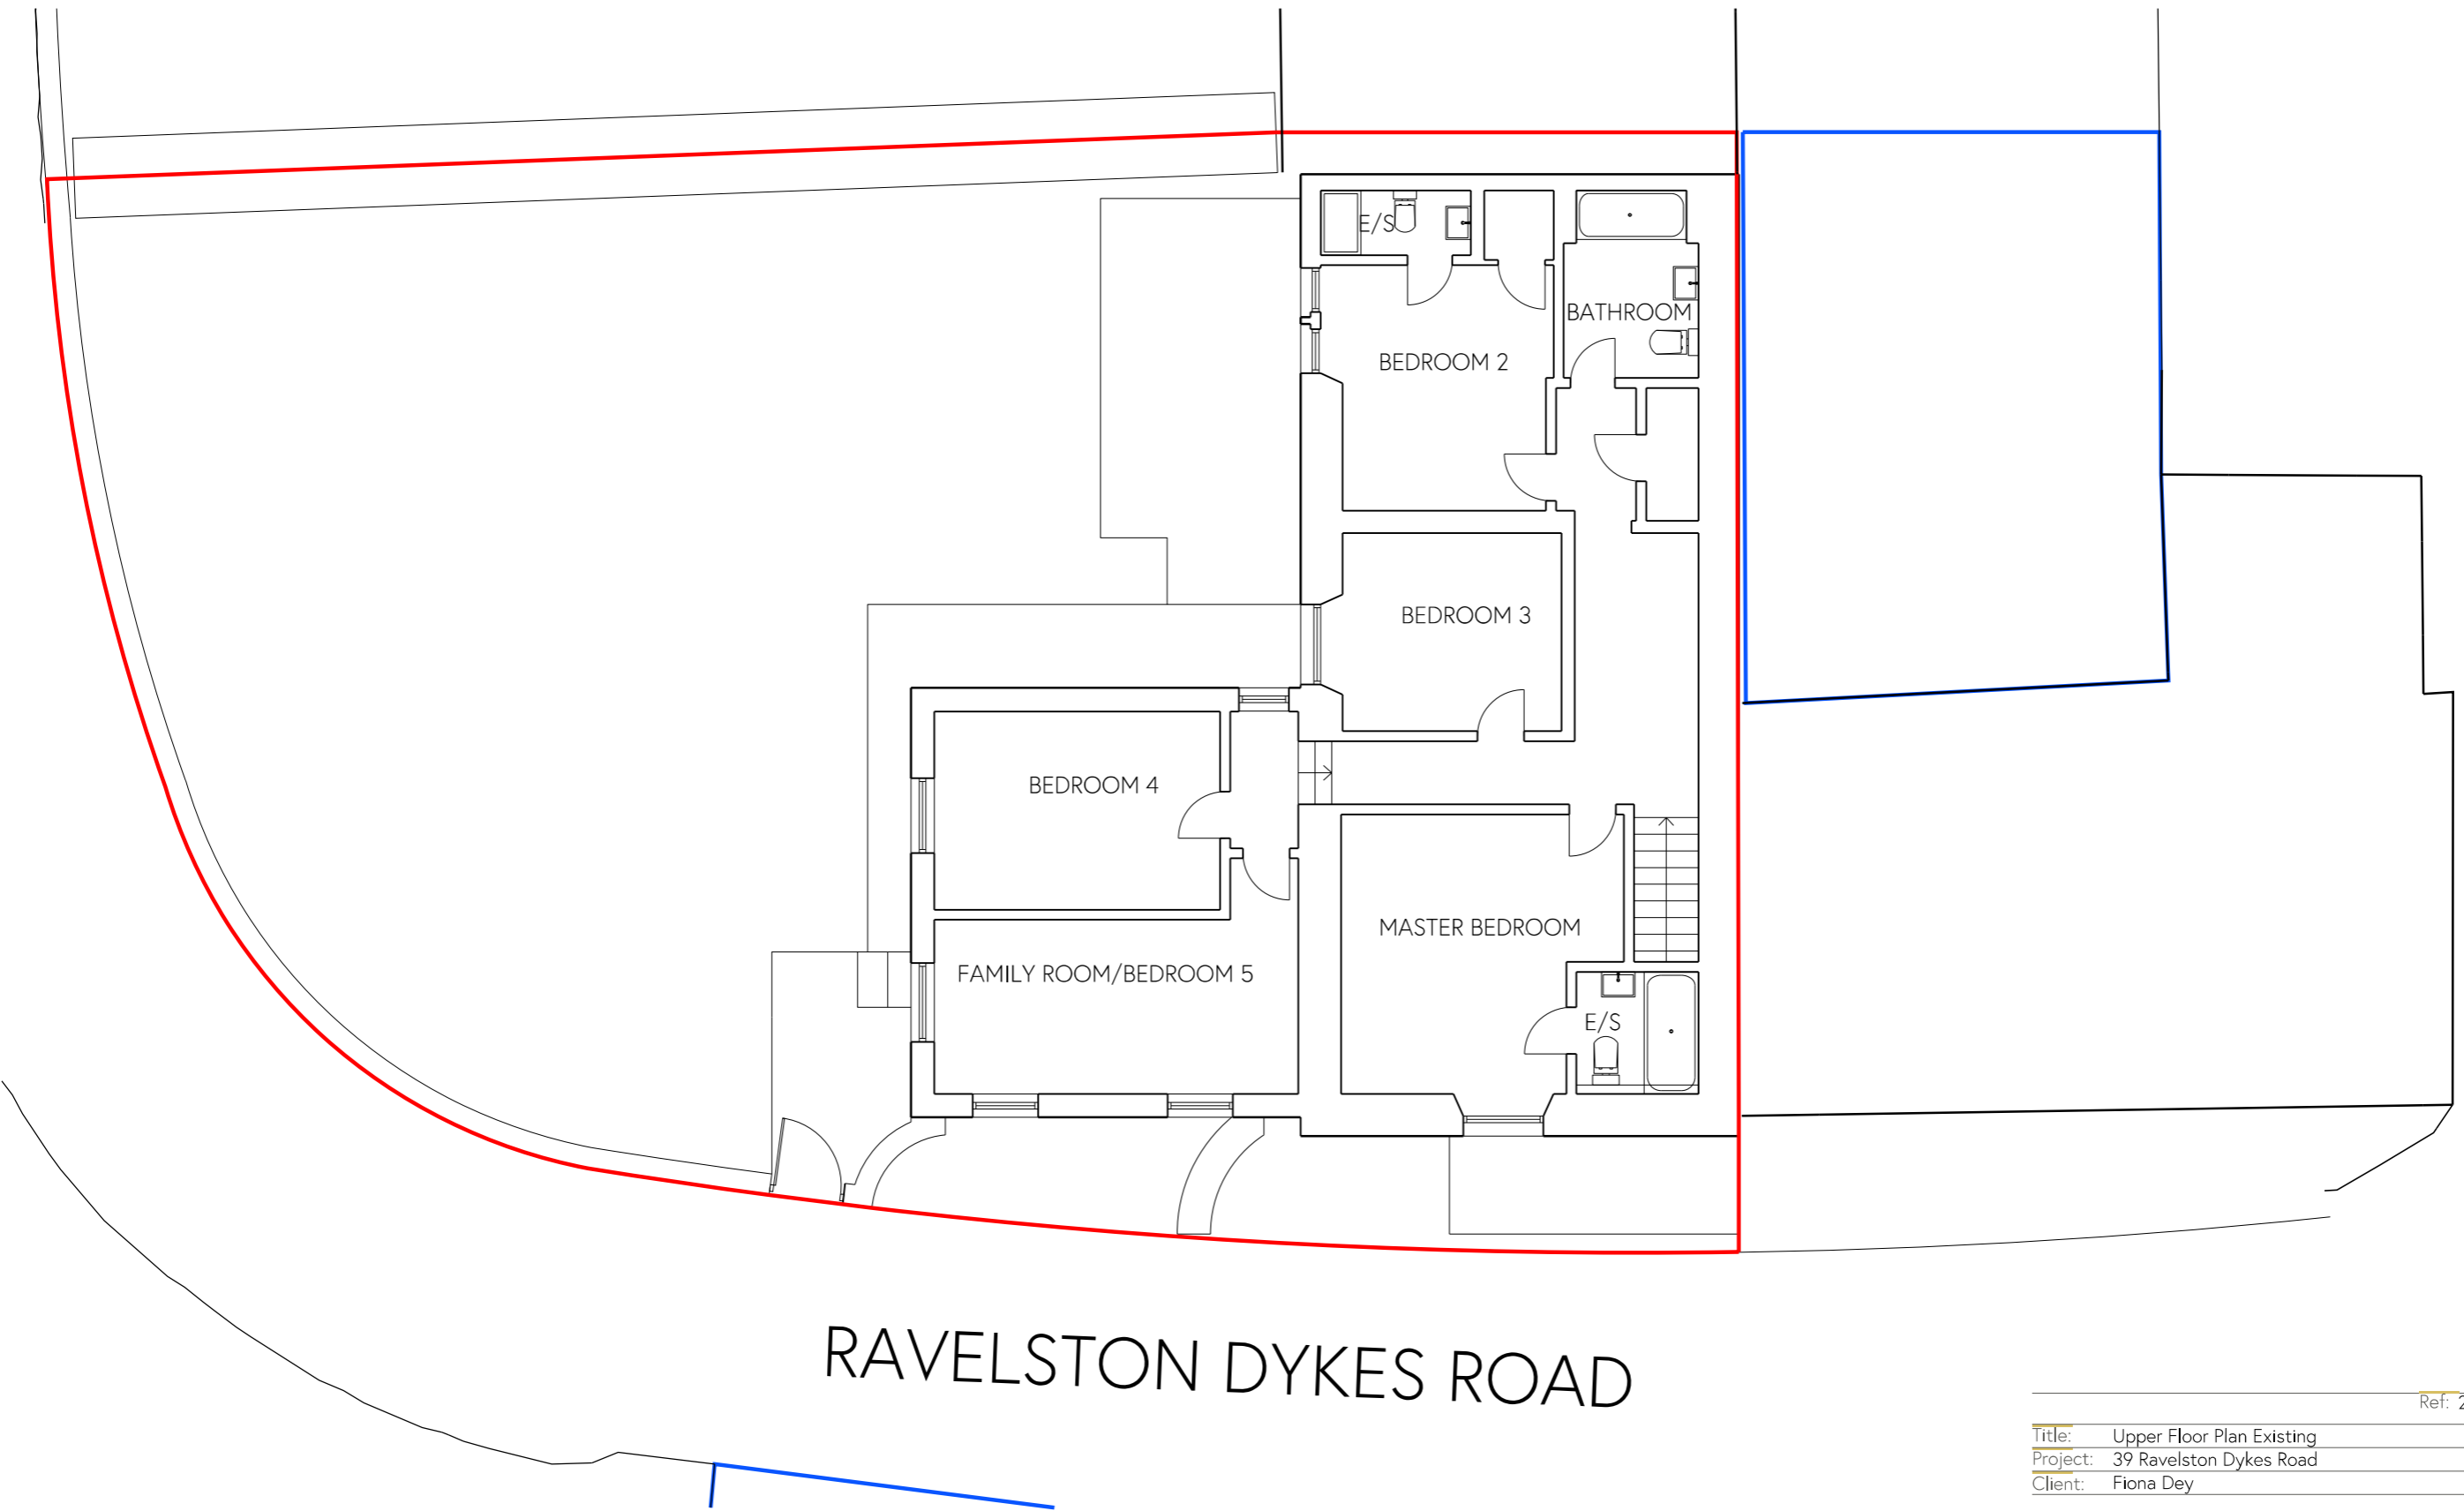 E/S
BATHROOM
BEDROOM 2
BEDROOM 3
BEDROOM 4
MASTER BEDROOM
FAMILY ROOM/BEDROOM 5
E/S
RAVELSTON DYKES ROAD
Ref: 2
Title: Upper Floor Plan Existing
Project: 39 Ravelston Dykes Road
Client: Fiona Dey